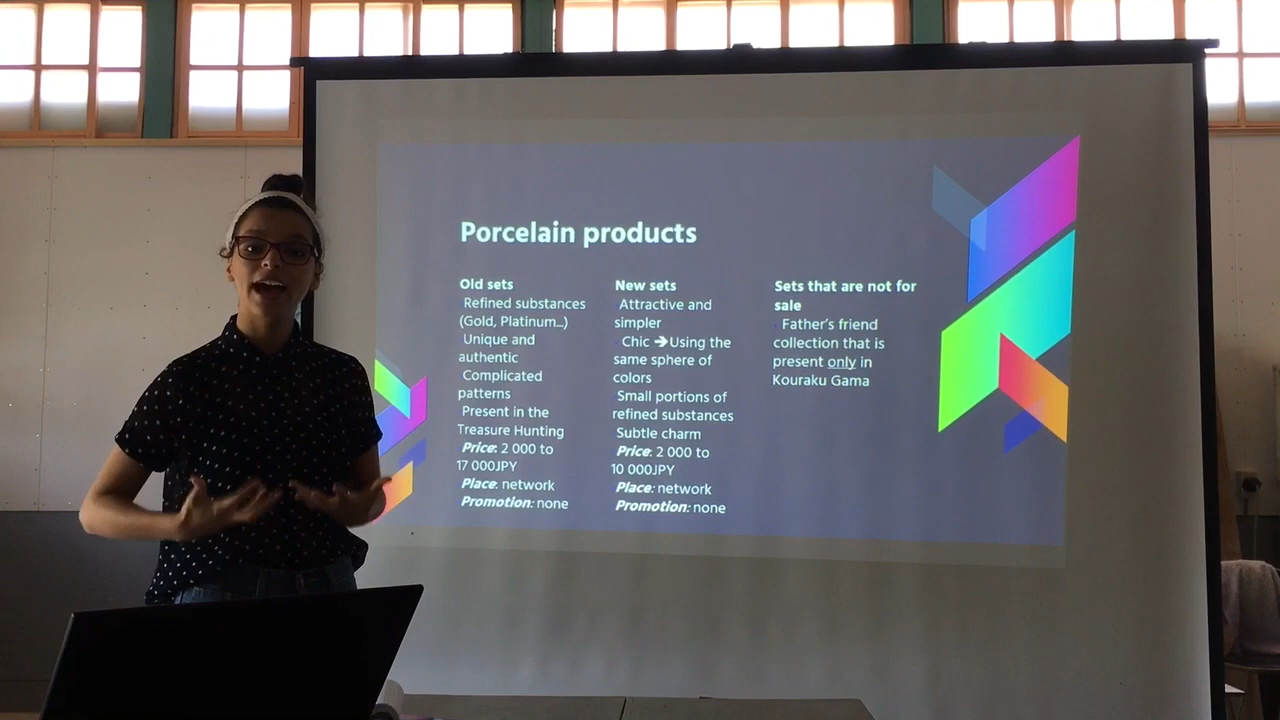 Porcelain products
Old sets
Refined substances
(Gold, Platinum...)
Unique and
authentic
Complicated
patterns
Present in the
Treasure Hunting
Price: 2 000 to
17 000JPY
Place: network
Promotion: none
New sets
Attractive and
simpler
Chic ➔Using the
same sphere of
colors
Small portions of
refined substances
Subtle charm
Price: 2 000 to
10 000JPY
Place: network
Promotion: none
Sets that are not for
sale
Father's friend
collection that is
present only in
Kouraku Gama